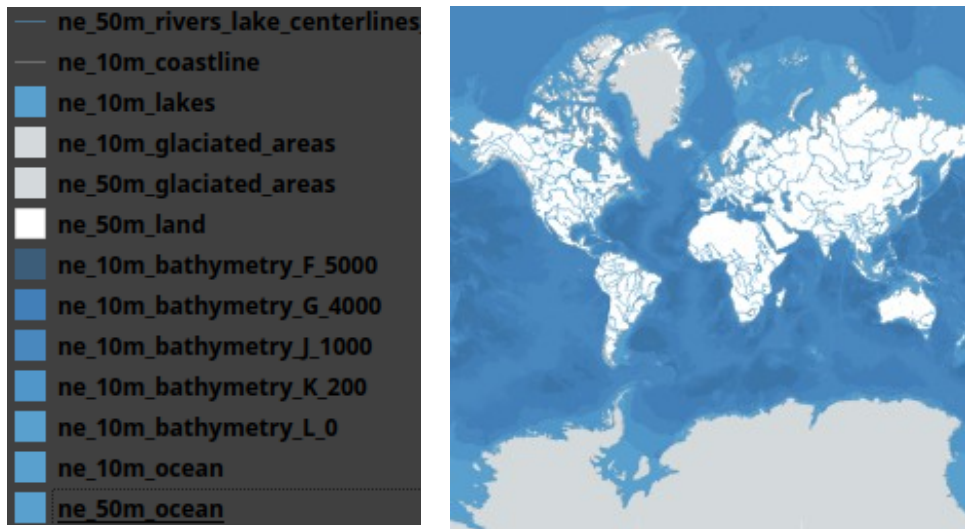 ne_50m_rivers_lake_centerlines
ne_10m_coastline
ne_10m_lakes
ne_10m_glaciated_areas
ne_50m_glaciated_areas
ne_50m_land
ne_10m_bathymetry_F_5000
ne_10m_bathymetry_G_4000
ne_10m_bathymetry_J_1000
ne_10m_bathymetry_K_200
ne_10m_bathymetry_L_0
ne_10m_ocean
ne_50m_ocean